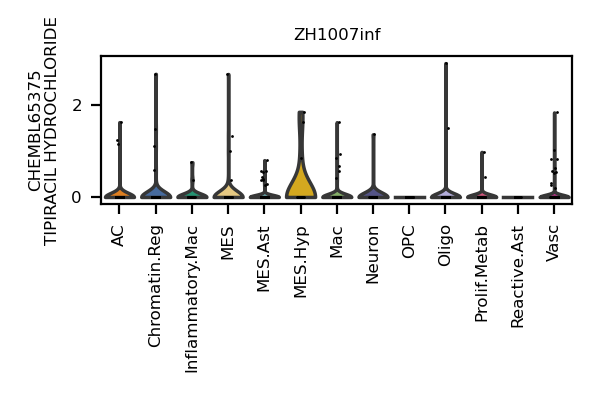 ZH1007inf
CHEMBL65375
TIPIRACIL HYDROCHLORIDE
2
0
AC
Chromatin.Reg
Inflammatory.Mac
MES
MES.Ast
MES.Hyp
Mac
Neuron
OPC
Oligo
Prolif.Metab
Reactive.Ast
Vasc